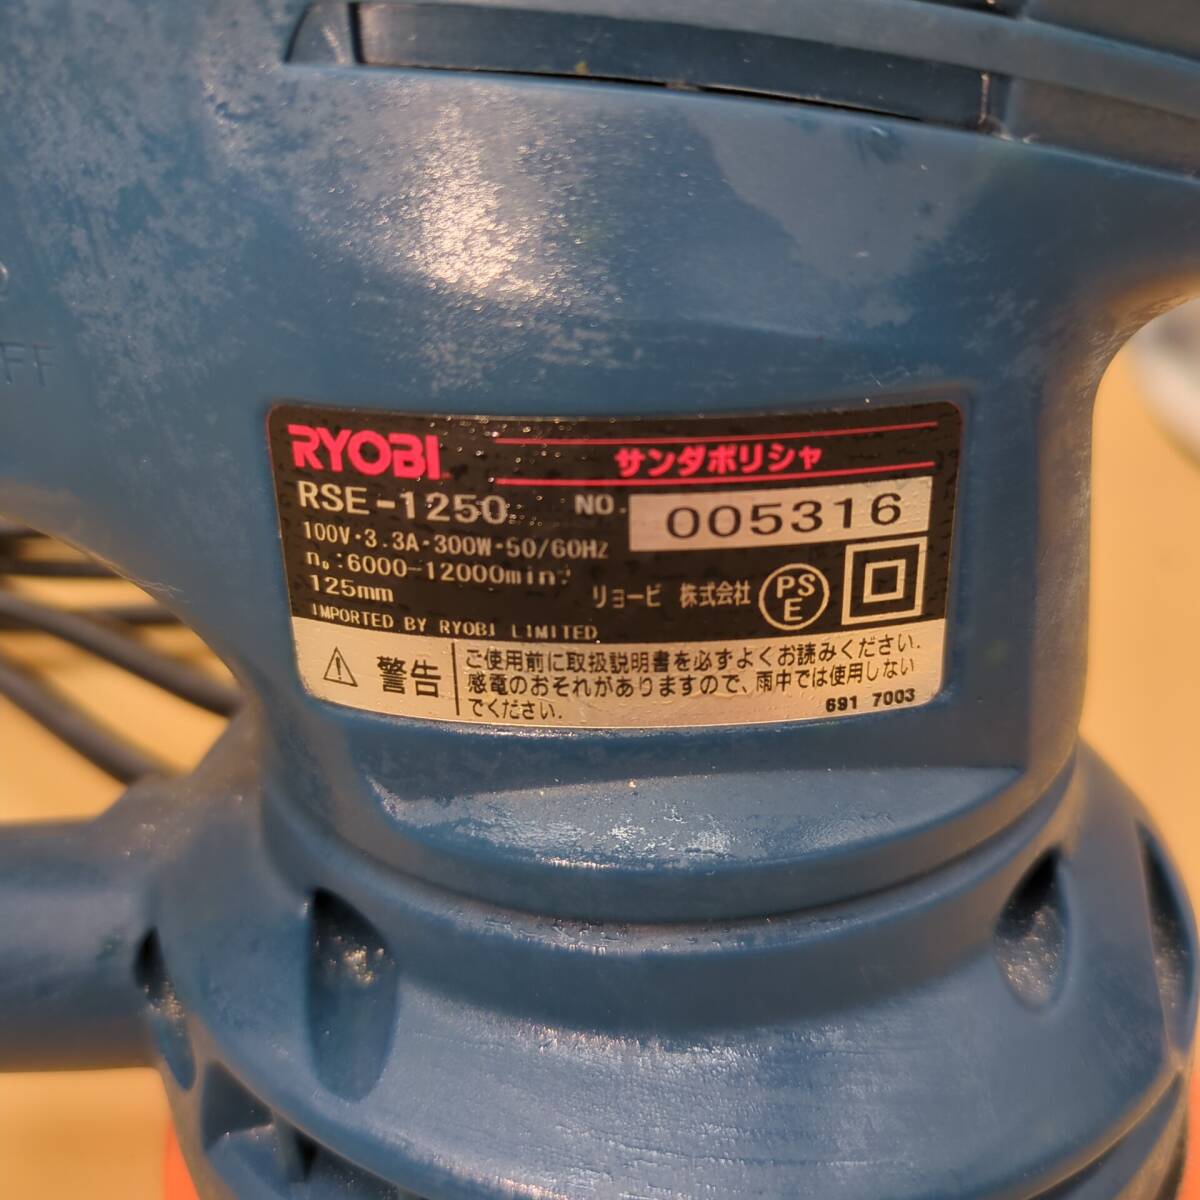 FF
RYOBI サンダポリシャ
RSE-1250 NO. 005316
100V・3.3A・300W・50/60Hz
n₀:6000-12000min⁻¹
125mm リョービ 株式会社 PSE
IMPORTED BY RYOBI LIMITED
警告 ご使用前に取扱説明書を必ずよくお読みください.
感電のおそれがありますので、雨中では使用しない
でください.
691 7003